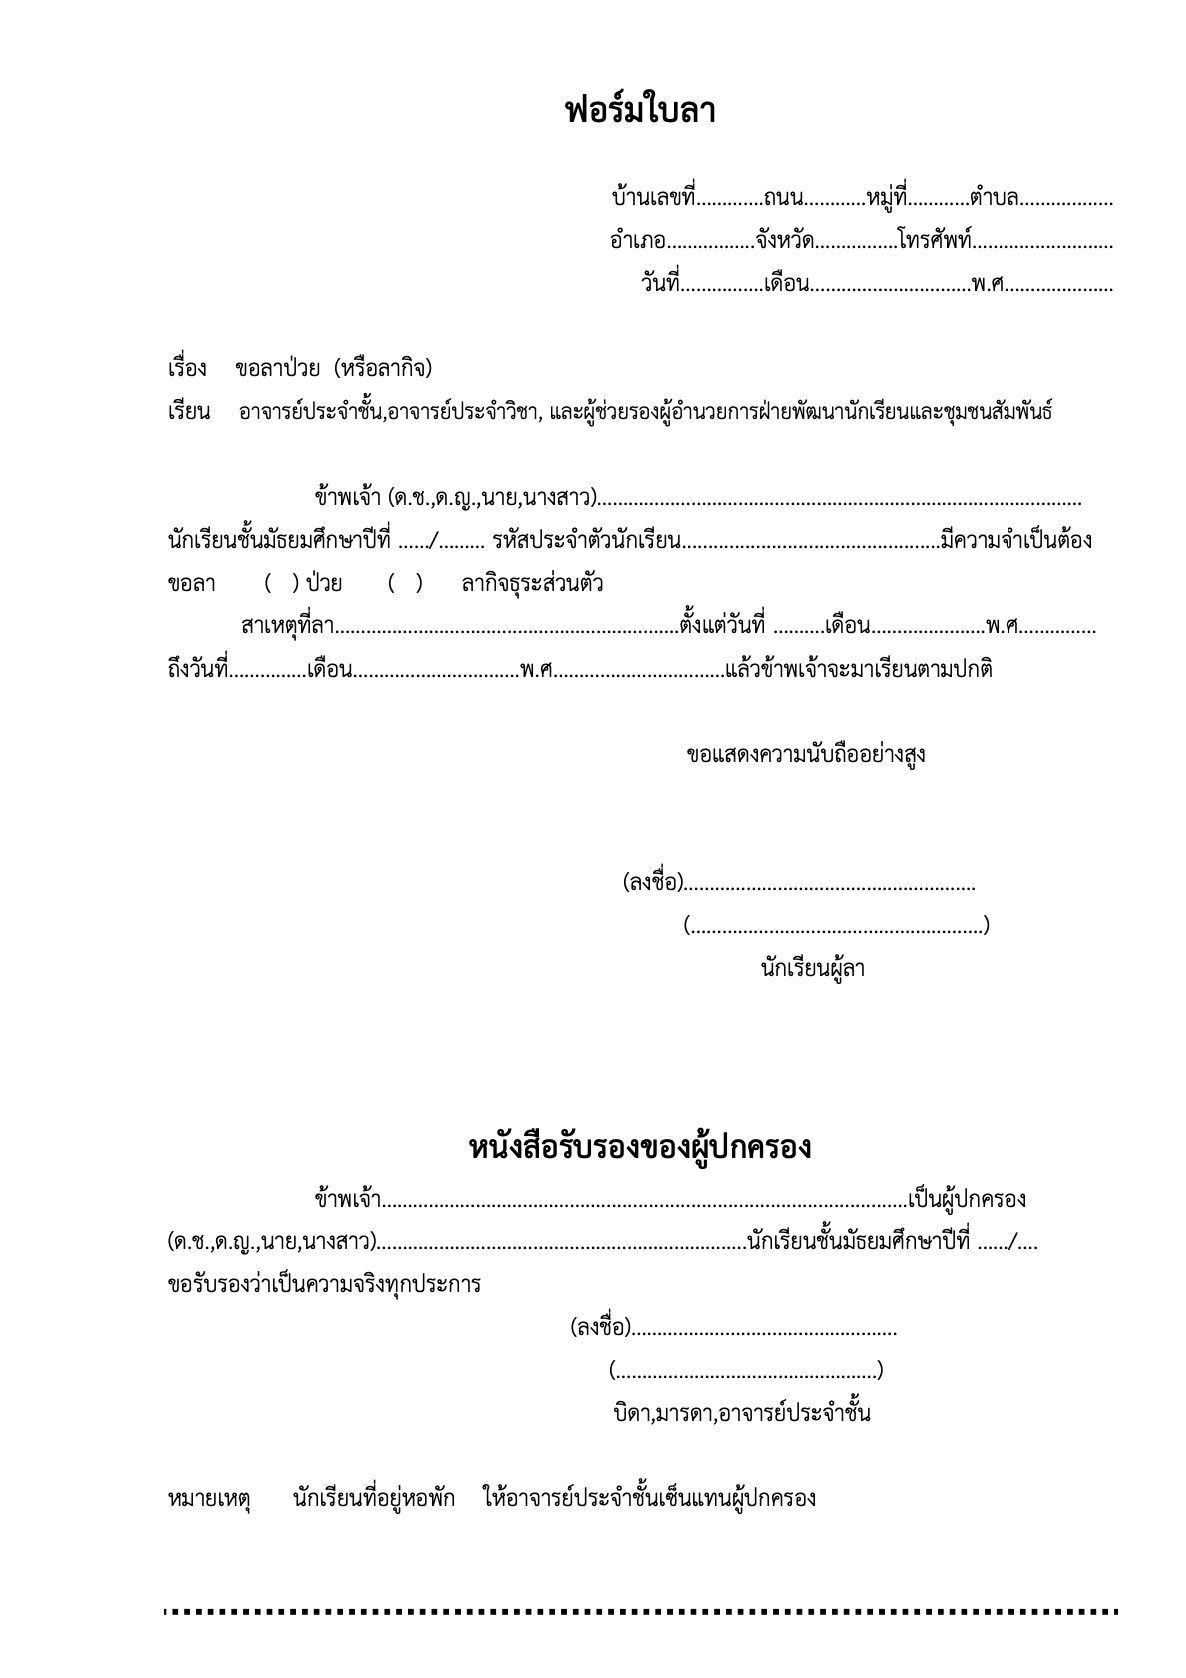 ฟอร์มใบลา
บ้านเลขที่.............ถนน............หมู่ที่............ตำบล..................
อำเภอ.................จังหวัด................โทรศัพท์...........................
วันที่................เดือน...............................พ.ศ.....................
เรื่อง ขอลาป่วย (หรือลากิจ)
เรียน อาจารย์ประจำชั้น,อาจารย์ประจำวิชา, และผู้ช่วยรองผู้อำนวยการฝ่ายพัฒนานักเรียนและชุมชนสัมพันธ์
ข้าพเจ้า (ด.ช.,ด.ญ.,นาย,นางสาว).............................................................................................
นักเรียนชั้นมัธยมศึกษาปีที่ ....../......... รหัสประจำตัวนักเรียน..................................................มีความจำเป็นต้อง
ขอลา ( ) ป่วย ( ) ลากิจธุระส่วนตัว
สาเหตุที่ลา..................................................................ตั้งแต่วันที่ ..........เดือน......................พ.ศ...............
ถึงวันที่...............เดือน................................พ.ศ.................................แล้วข้าพเจ้าจะมาเรียนตามปกติ
ขอแสดงความนับถืออย่างสูง
(ลงชื่อ)........................................................
(........................................................)
นักเรียนผู้ลา
หนังสือรับรองของผู้ปกครอง
ข้าพเจ้า.....................................................................................................เป็นผู้ปกครอง
(ด.ช.,ด.ญ.,นาย,นางสาว).......................................................................นักเรียนชั้นมัธยมศึกษาปีที่ ....../....
ขอรับรองว่าเป็นความจริงทุกประการ
(ลงชื่อ)...................................................
(..................................................)
บิดา,มารดา,อาจารย์ประจำชั้น
หมายเหตุ นักเรียนที่อยู่หอพัก ให้อาจารย์ประจำชั้นเซ็นแทนผู้ปกครอง